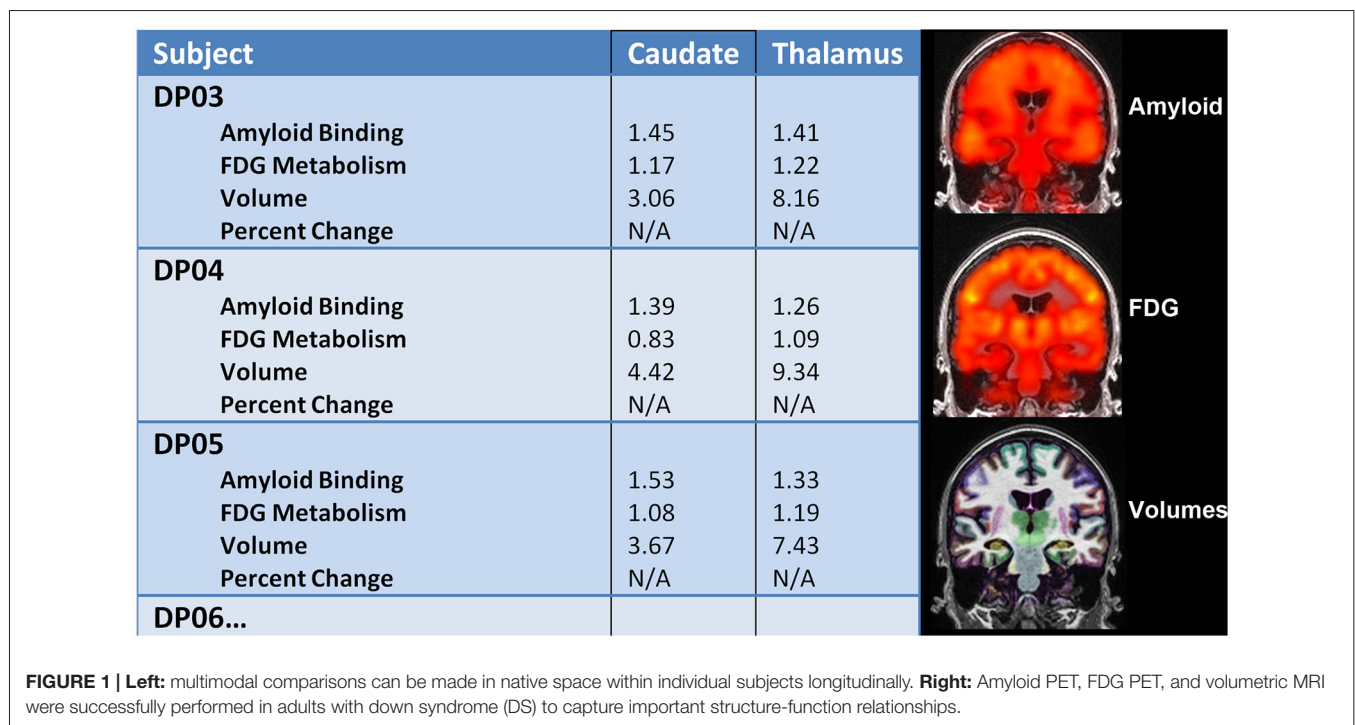 Subject Caudate Thalamus
DP03
Amyloid Binding 1.45 1.41
FDG Metabolism 1.17 1.22
Volume 3.06 8.16
Percent Change N/A N/A
DP04
Amyloid Binding 1.39 1.26
FDG Metabolism 0.83 1.09
Volume 4.42 9.34
Percent Change N/A N/A
DP05
Amyloid Binding 1.53 1.33
FDG Metabolism 1.08 1.19
Volume 3.67 7.43
Percent Change N/A N/A
DP06...
Amyloid
FDG
Volumes
FIGURE 1 | Left: multimodal comparisons can be made in native space within individual subjects longitudinally. Right: Amyloid PET, FDG PET, and volumetric MRI
were successfully performed in adults with down syndrome (DS) to capture important structure-function relationships.